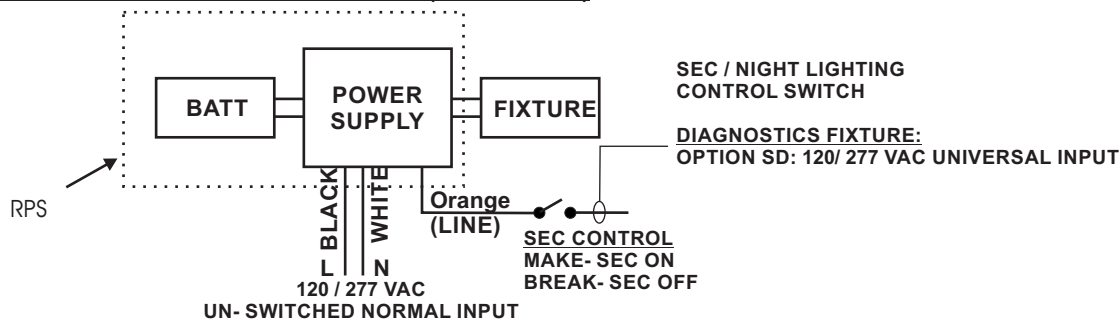 BATT
POWER
SUPPLY
FIXTURE
SEC / NIGHT LIGHTING
CONTROL SWITCH
DIAGNOSTICS FIXTURE:
OPTION SD: 120/ 277 VAC UNIVERSAL INPUT
RPS
BLACK
WHITE
Orange
(LINE)
SEC CONTROL
MAKE- SEC ON
BREAK- SEC OFF
L N
120 / 277 VAC
UN- SWITCHED NORMAL INPUT